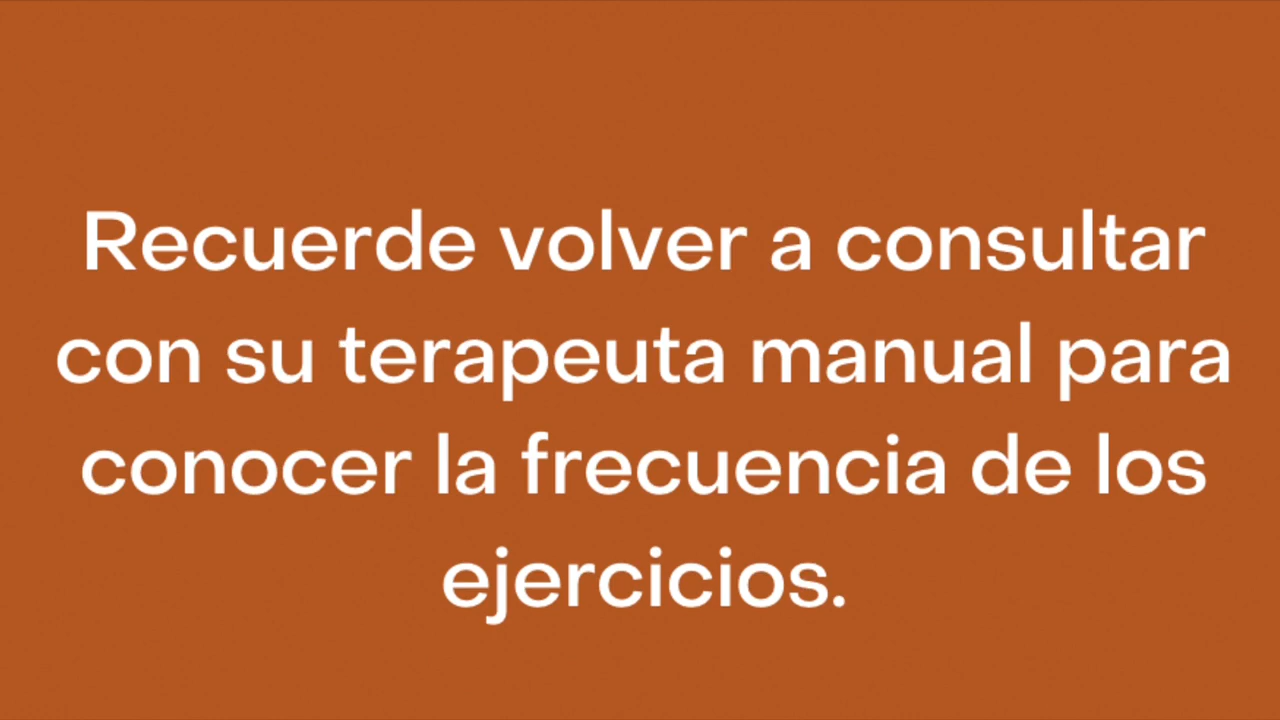 Recuerde volver a consultar
con su terapeuta manual para
conocer la frecuencia de los
ejercicios.